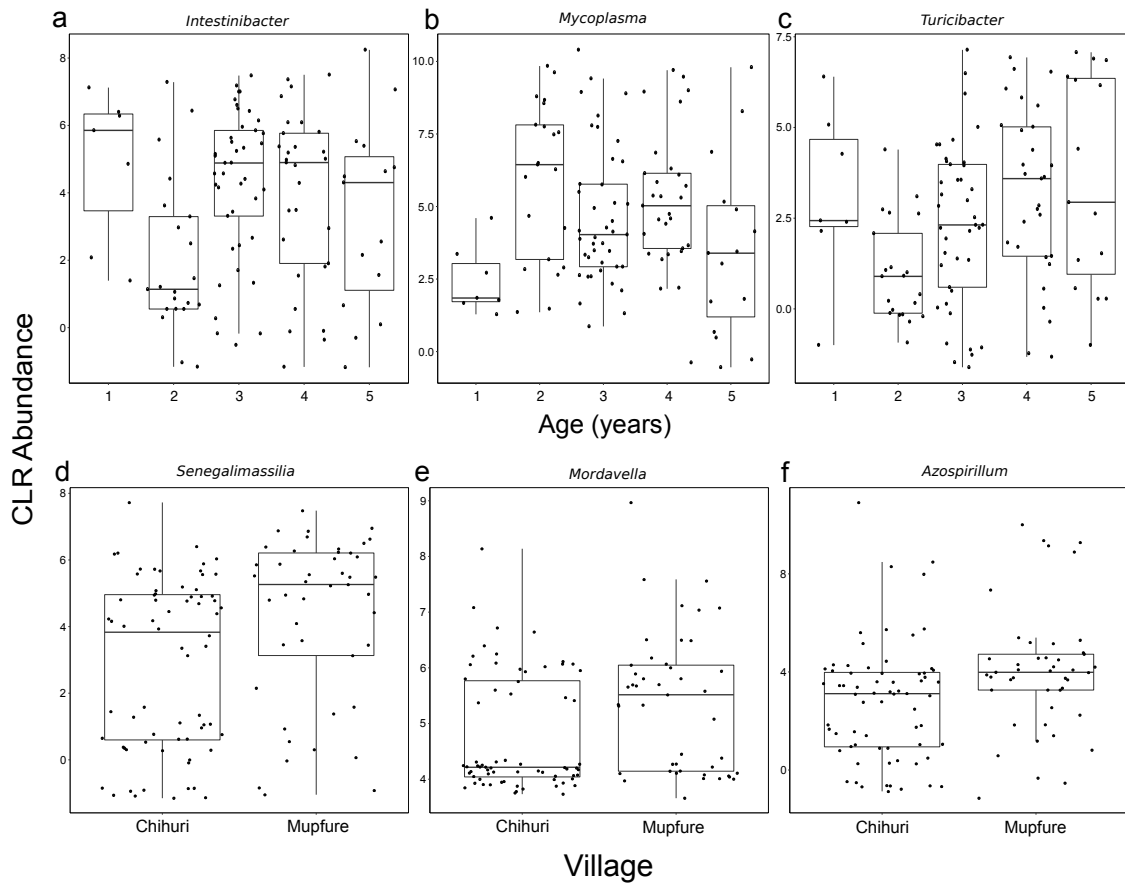 a Intestinibacter
b Mycoplasma
c Turicibacter
8
6
4
2
0
10.0
7.5
5.0
2.5
0.0
7.5
5.0
2.5
0.0
1 2 3 4 5
1 2 3 4 5
1 2 3 4 5
Age (years)
CLR Abundance
d Senegalimassilia
e Mordavella
f Azospirillum
8
6
4
2
0
9
8
7
6
5
4
8
4
0
Chihuri Mupfure
Chihuri Mupfure
Chihuri Mupfure
Village